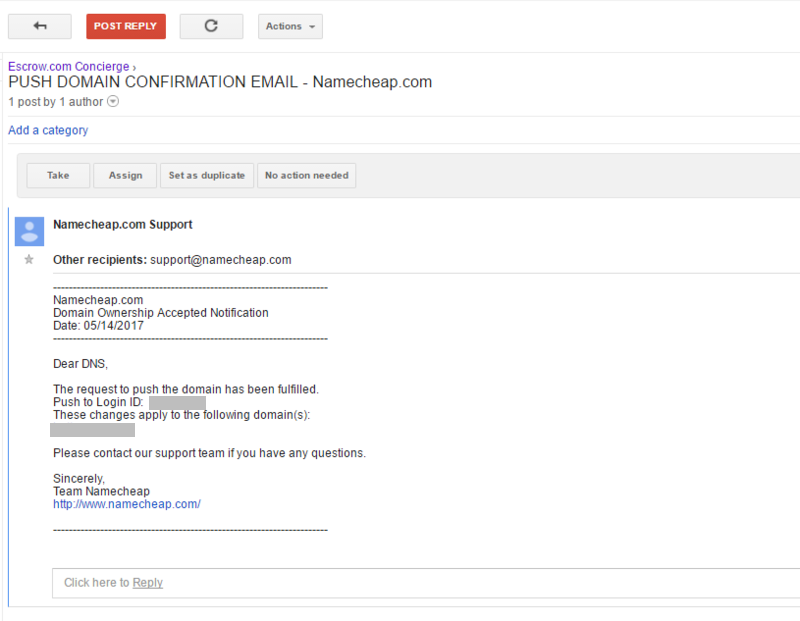 POST REPLY
Actions
Escrow.com Concierge ›
PUSH DOMAIN CONFIRMATION EMAIL - Namecheap.com
1 post by 1 author
Add a category
Take Assign Set as duplicate No action needed
Namecheap.com Support
Other recipients: support@namecheap.com
----------------------------------------------------------------------
Namecheap.com
Domain Ownership Accepted Notification
Date: 05/14/2017
----------------------------------------------------------------------
Dear DNS,
The request to push the domain has been fulfilled.
Push to Login ID:
These changes apply to the following domain(s):
Please contact our support team if you have any questions.
Sincerely,
Team Namecheap
http://www.namecheap.com/
----------------------------------------------------------------------
Click here to Reply